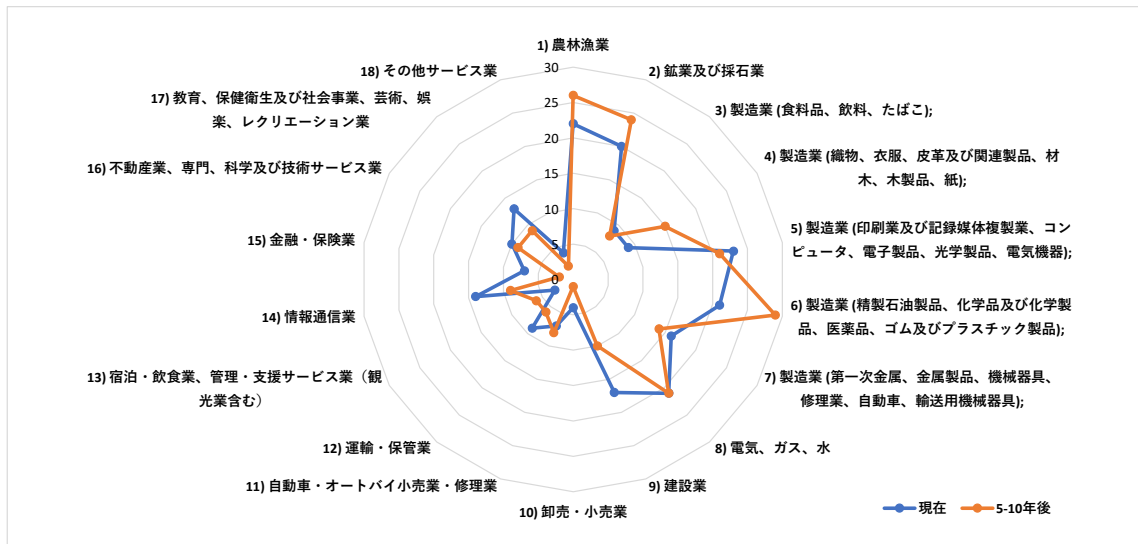 1) 農林漁業
2) 鉱業及び採石業
3) 製造業 (食料品、飲料、たばこ);
4) 製造業 (織物、衣服、皮革及び関連製品、材
木、木製品、紙);
5) 製造業 (印刷業及び記録媒体複製業、コン
ピュータ、電子製品、光学製品、電気機器);
6) 製造業 (精製石油製品、化学品及び化学製
品、医薬品、ゴム及びプラスチック製品);
7) 製造業 (第一次金属、金属製品、機械器具、
修理業、自動車、輸送用機械器具);
8) 電気、ガス、水
9) 建設業
10) 卸売・小売業
11) 自動車・オートバイ小売業・修理業
12) 運輸・保管業
13) 宿泊・飲食業、管理・支援サービス業（観
光業含む）
14) 情報通信業
15) 金融・保険業
16) 不動産業、専門、科学及び技術サービス業
17) 教育、保健衛生及び社会事業、芸術、娯
楽、レクリエーション業
18) その他サービス業
30
25
20
15
10
5
0
現在
5-10年後